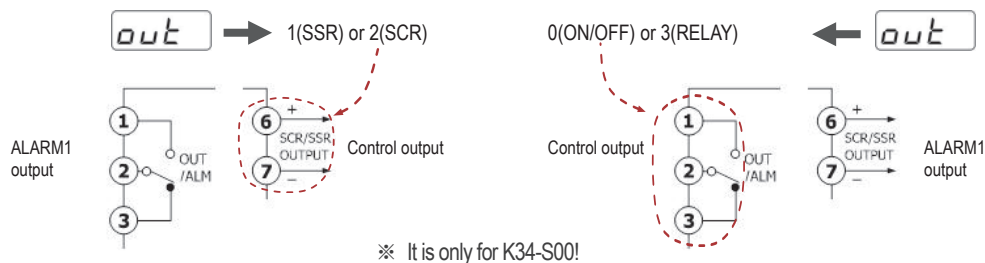 out 1(SSR) or 2(SCR) 0(ON/OFF) or 3(RELAY) out
1 6 + 1 6 +
ALARM1 output
SCR/SSR OUTPUT
Control output
OUT /ALM
2 7 –
3
Control output
OUT /ALM
2
3
SCR/SSR OUTPUT
7 –
ALARM1 output
※ It is only for K34-S00!